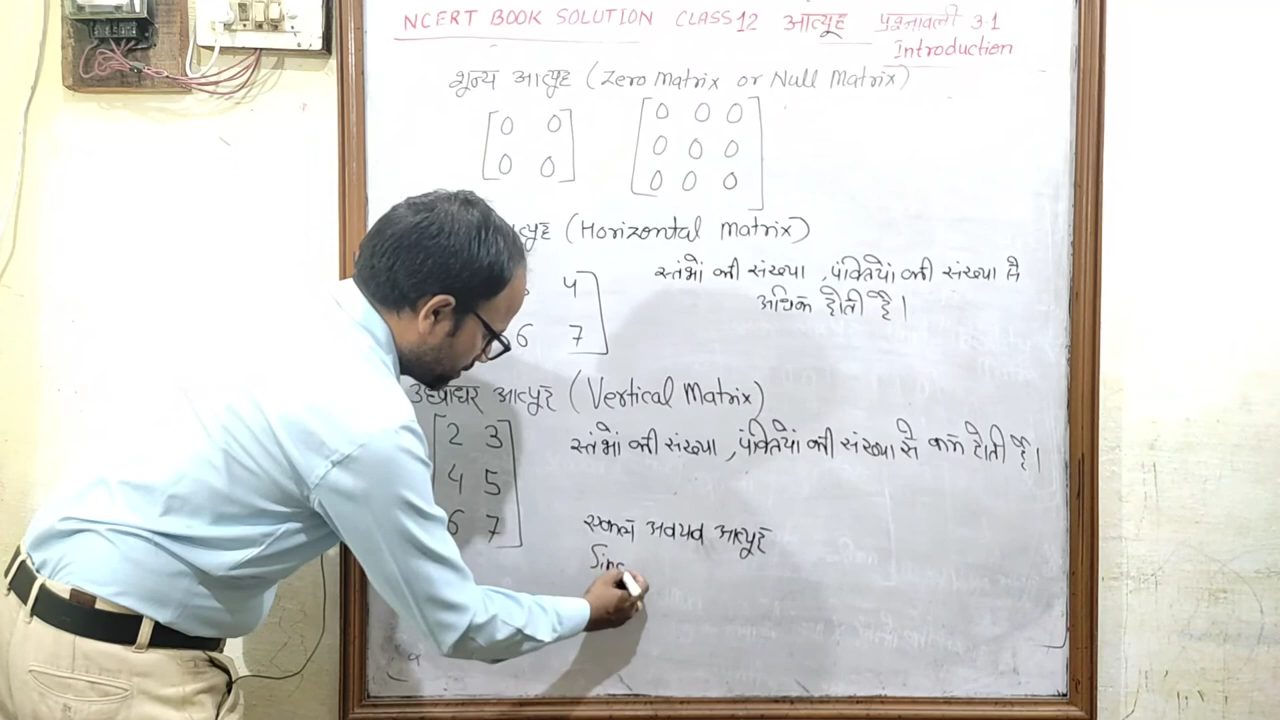 NCERT BOOK SOLUTION CLASS 12 आव्यूह प्रश्नावली 3.1
Introduction
शून्य आव्यूह (Zero Matrix or Null Matrix)
0 0
0 0
0 0 0
0 0 0
0 0 0
(Horizontal Matrix)
4
6 7
स्तंभों की संख्या , पंक्तियों की संख्या से
अधिक होती है।
आव्यूह (Vertical Matrix)
2 3
4 5
6 7
स्तंभों की संख्या , पंक्तियों की संख्या से कम होती है।
एकल अवयव आव्यूह
Sing